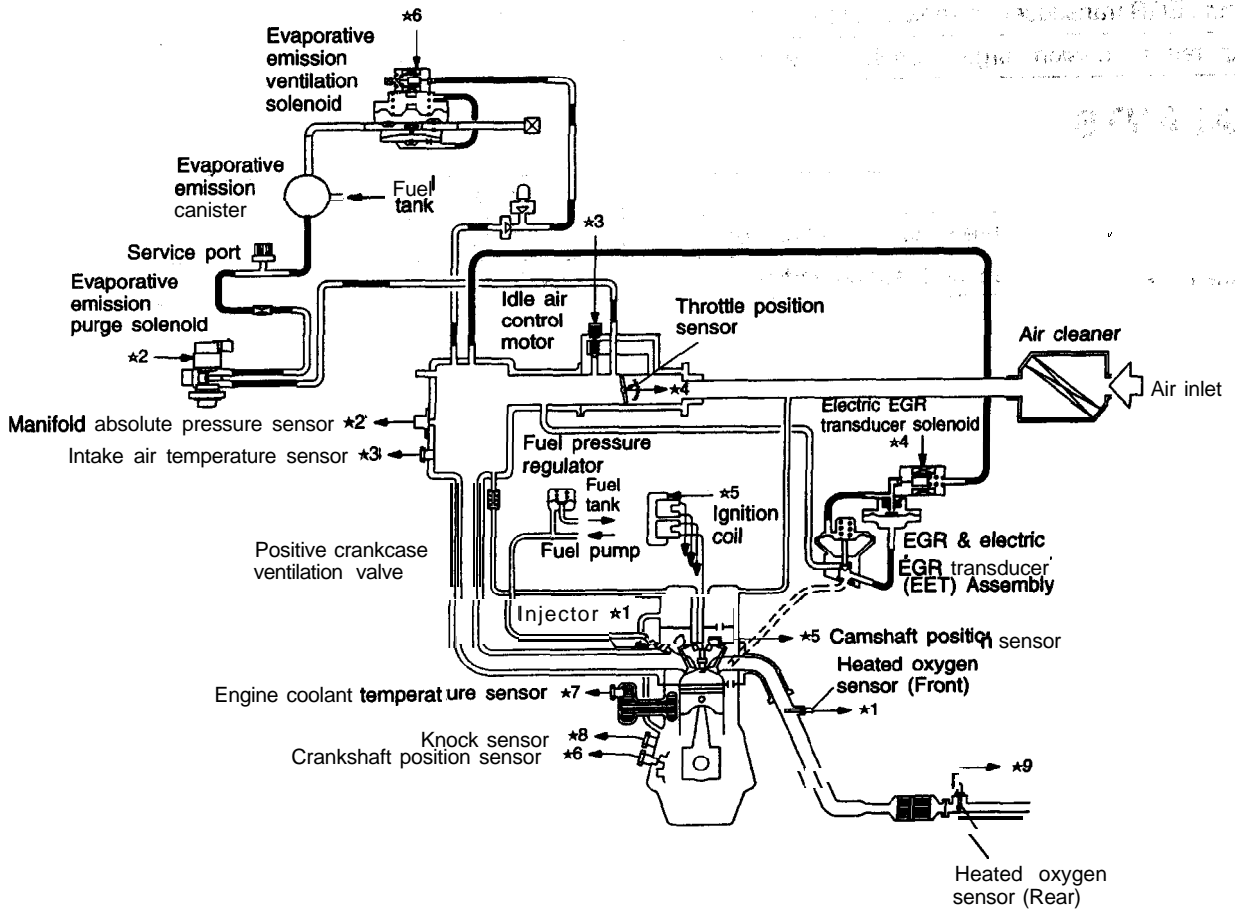 ★6
Evaporative
emission
ventilation
solenoid
Evaporative
emission
canister
Fuel
tank
★3
Service port
Evaporative
emission
purge solenoid
★2
Idle air
control
motor
Throttle position
sensor
Air cleaner
★4
Air inlet
Manifold absolute pressure sensor ★2
Intake air temperature sensor ★3
Fuel pressure
regulator
Electric EGR
transducer solenoid
★4
Fuel
tank
★5
Ignition
coil
Fuel pump
Positive crankcase
ventilation valve
EGR & electric
EGR transducer
(EET) Assembly
Injector ★1
★5 Camshaft position sensor
Heated oxygen
sensor (Front)
★1
Engine coolant temperature sensor ★7
Knock sensor ★8
Crankshaft position sensor ★6
★9
Heated oxygen
sensor (Rear)